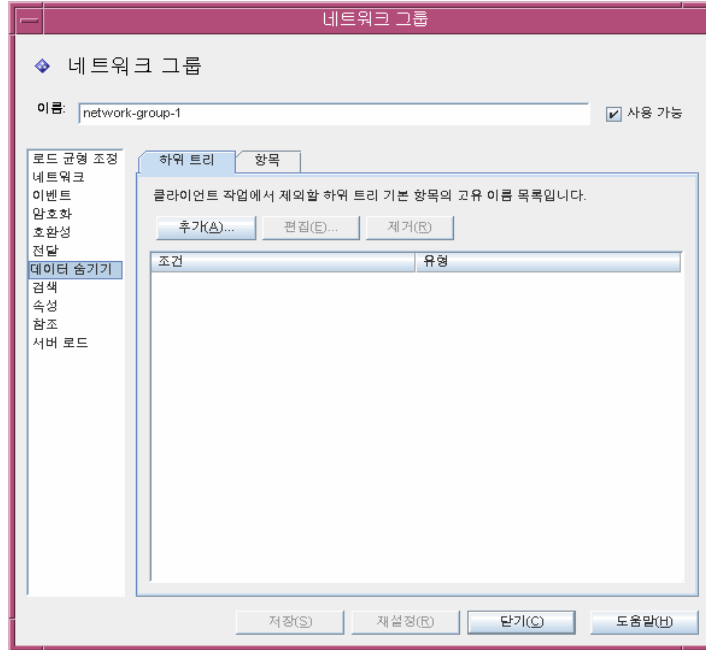 네트워크 그룹
네트워크 그룹
이름: network-group-1 사용 가능
로드 균형 조정
네트워크
이벤트
암호화
호환성
전달
데이터 숨기기
검색
속성
참조
서버 로드
하위 트리 항목
클라이언트 작업에서 제외할 하위 트리 기본 항목의 고유 이름 목록입니다.
추가(A)... 편집(E)... 제거(R)
조건 유형
저장(S) 재설정(R) 닫기(C) 도움말(H)